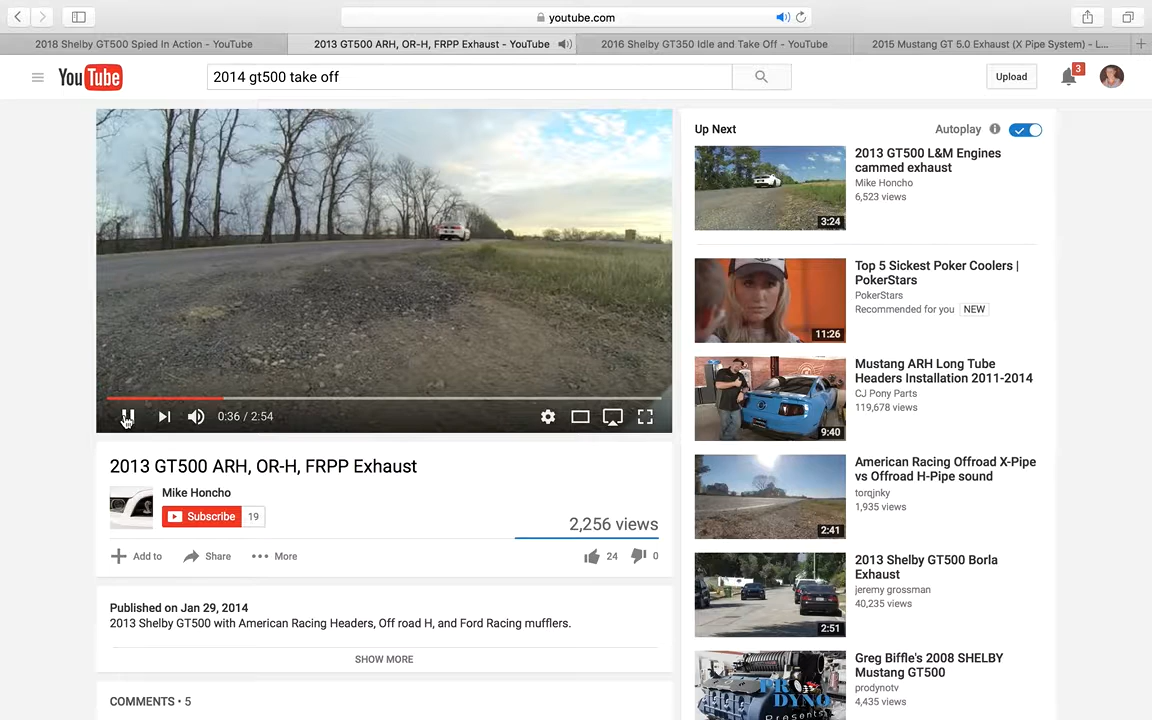 youtube.com
2018 Shelby GT500 Spied In Action - YouTube
2013 GT500 ARH, OR-H, FRPP Exhaust - YouTube
2016 Shelby GT350 Idle and Take Off - YouTube
2015 Mustang GT 5.0 Exhaust (X Pipe System) - L...
YouTube
2014 gt500 take off
Upload
3
0:36 / 2:54
2013 GT500 ARH, OR-H, FRPP Exhaust
Mike Honcho
Subscribe 19
2,256 views
Add to
Share
More
24
0
Published on Jan 29, 2014
2013 Shelby GT500 with American Racing Headers, Off road H, and Ford Racing mufflers.
SHOW MORE
COMMENTS • 5
Up Next
Autoplay
2013 GT500 L&M Engines
cammed exhaust
Mike Honcho
6,523 views
3:24
Top 5 Sickest Poker Coolers |
PokerStars
PokerStars
Recommended for you NEW
11:26
Mustang ARH Long Tube
Headers Installation 2011-2014
CJ Pony Parts
119,678 views
9:40
American Racing Offroad X-Pipe
vs Offroad H-Pipe sound
torqjnky
1,935 views
2:41
2013 Shelby GT500 Borla
Exhaust
jeremy grossman
40,235 views
2:51
Greg Biffle's 2008 SHELBY
Mustang GT500
prodynotv
4,435 views
PR
DYNO
Presents